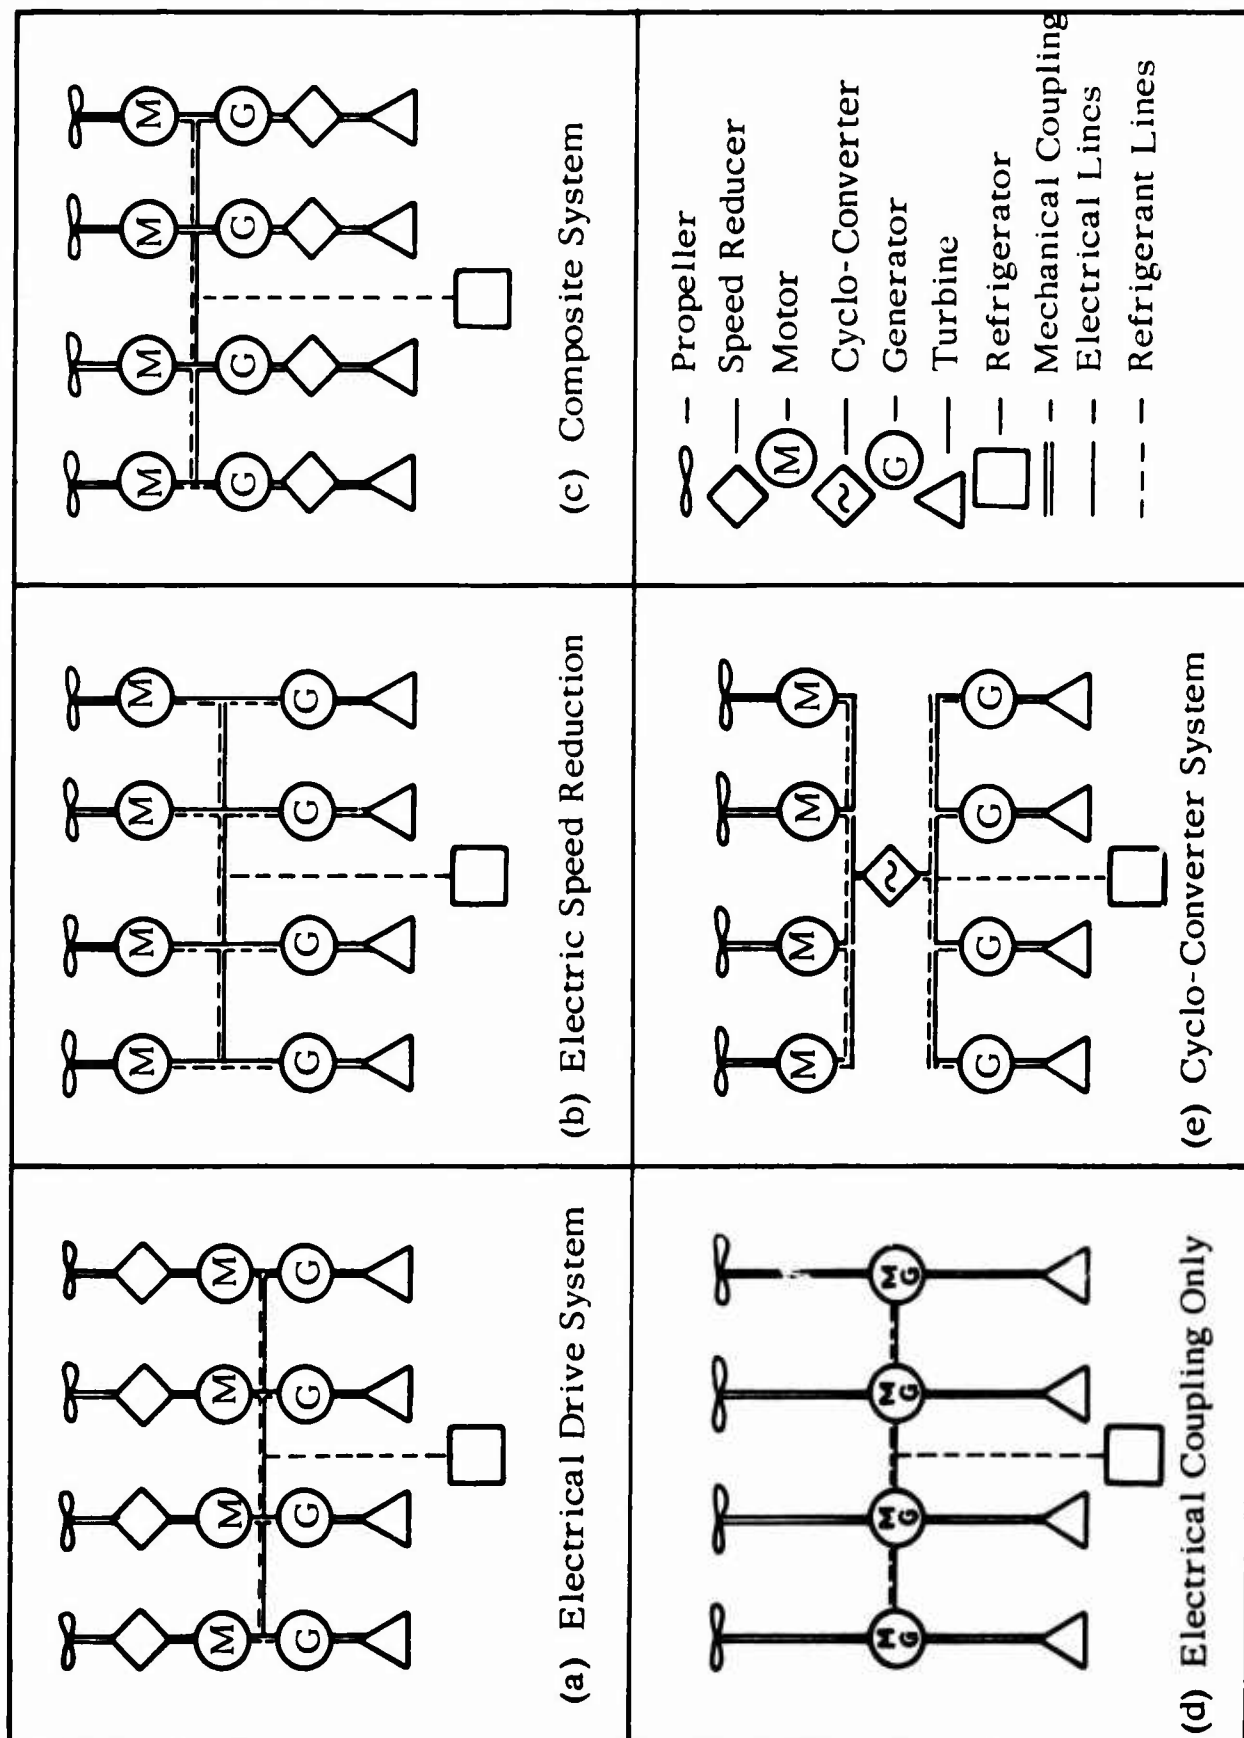 M M M M
G G G G
(a) Electrical Drive System
M M M M
G G G G
(b) Electric Speed Reduction
M M M M
G G G G
(c) Composite System
M M M M
G G G G
(d) Electrical Coupling Only
M M M M
~
G G G G
(e) Cyclo-Converter System
– Propeller
— Speed Reducer
M – Motor
~ — Cyclo-Converter
G – Generator
— Turbine
— Refrigerator
– Mechanical Coupling
– Electrical Lines
– Refrigerant Lines